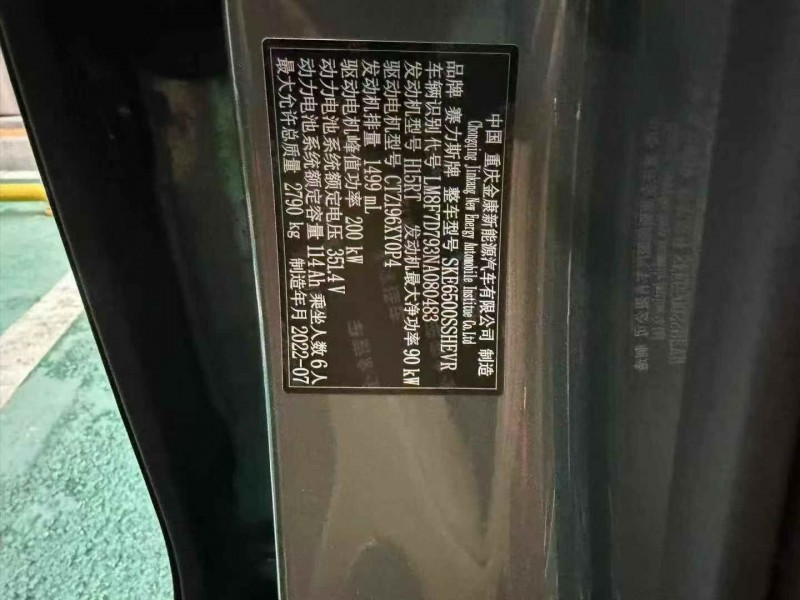 中国 重庆金康新能源汽车有限公司 制造
Chongqing Jinkang New Energy Automobile Institue Co.Ltd
品牌 赛力斯牌 整车型号 SKE6500SSHEVR
车辆识别代号 LM8F7D793NA080483
发动机型号 H15RT 发动机最大净功率 90 kW
驱动电机型号 CTZ196XY0P4
发动机排量 1499 mL
驱动电机峰值功率 200 kW
动力电池系统额定电压 351.4 V
动力电池系统额定容量 114 Ah 乘坐人数 6 人
最大允许总质量 2790 kg 制造年月 2022-07